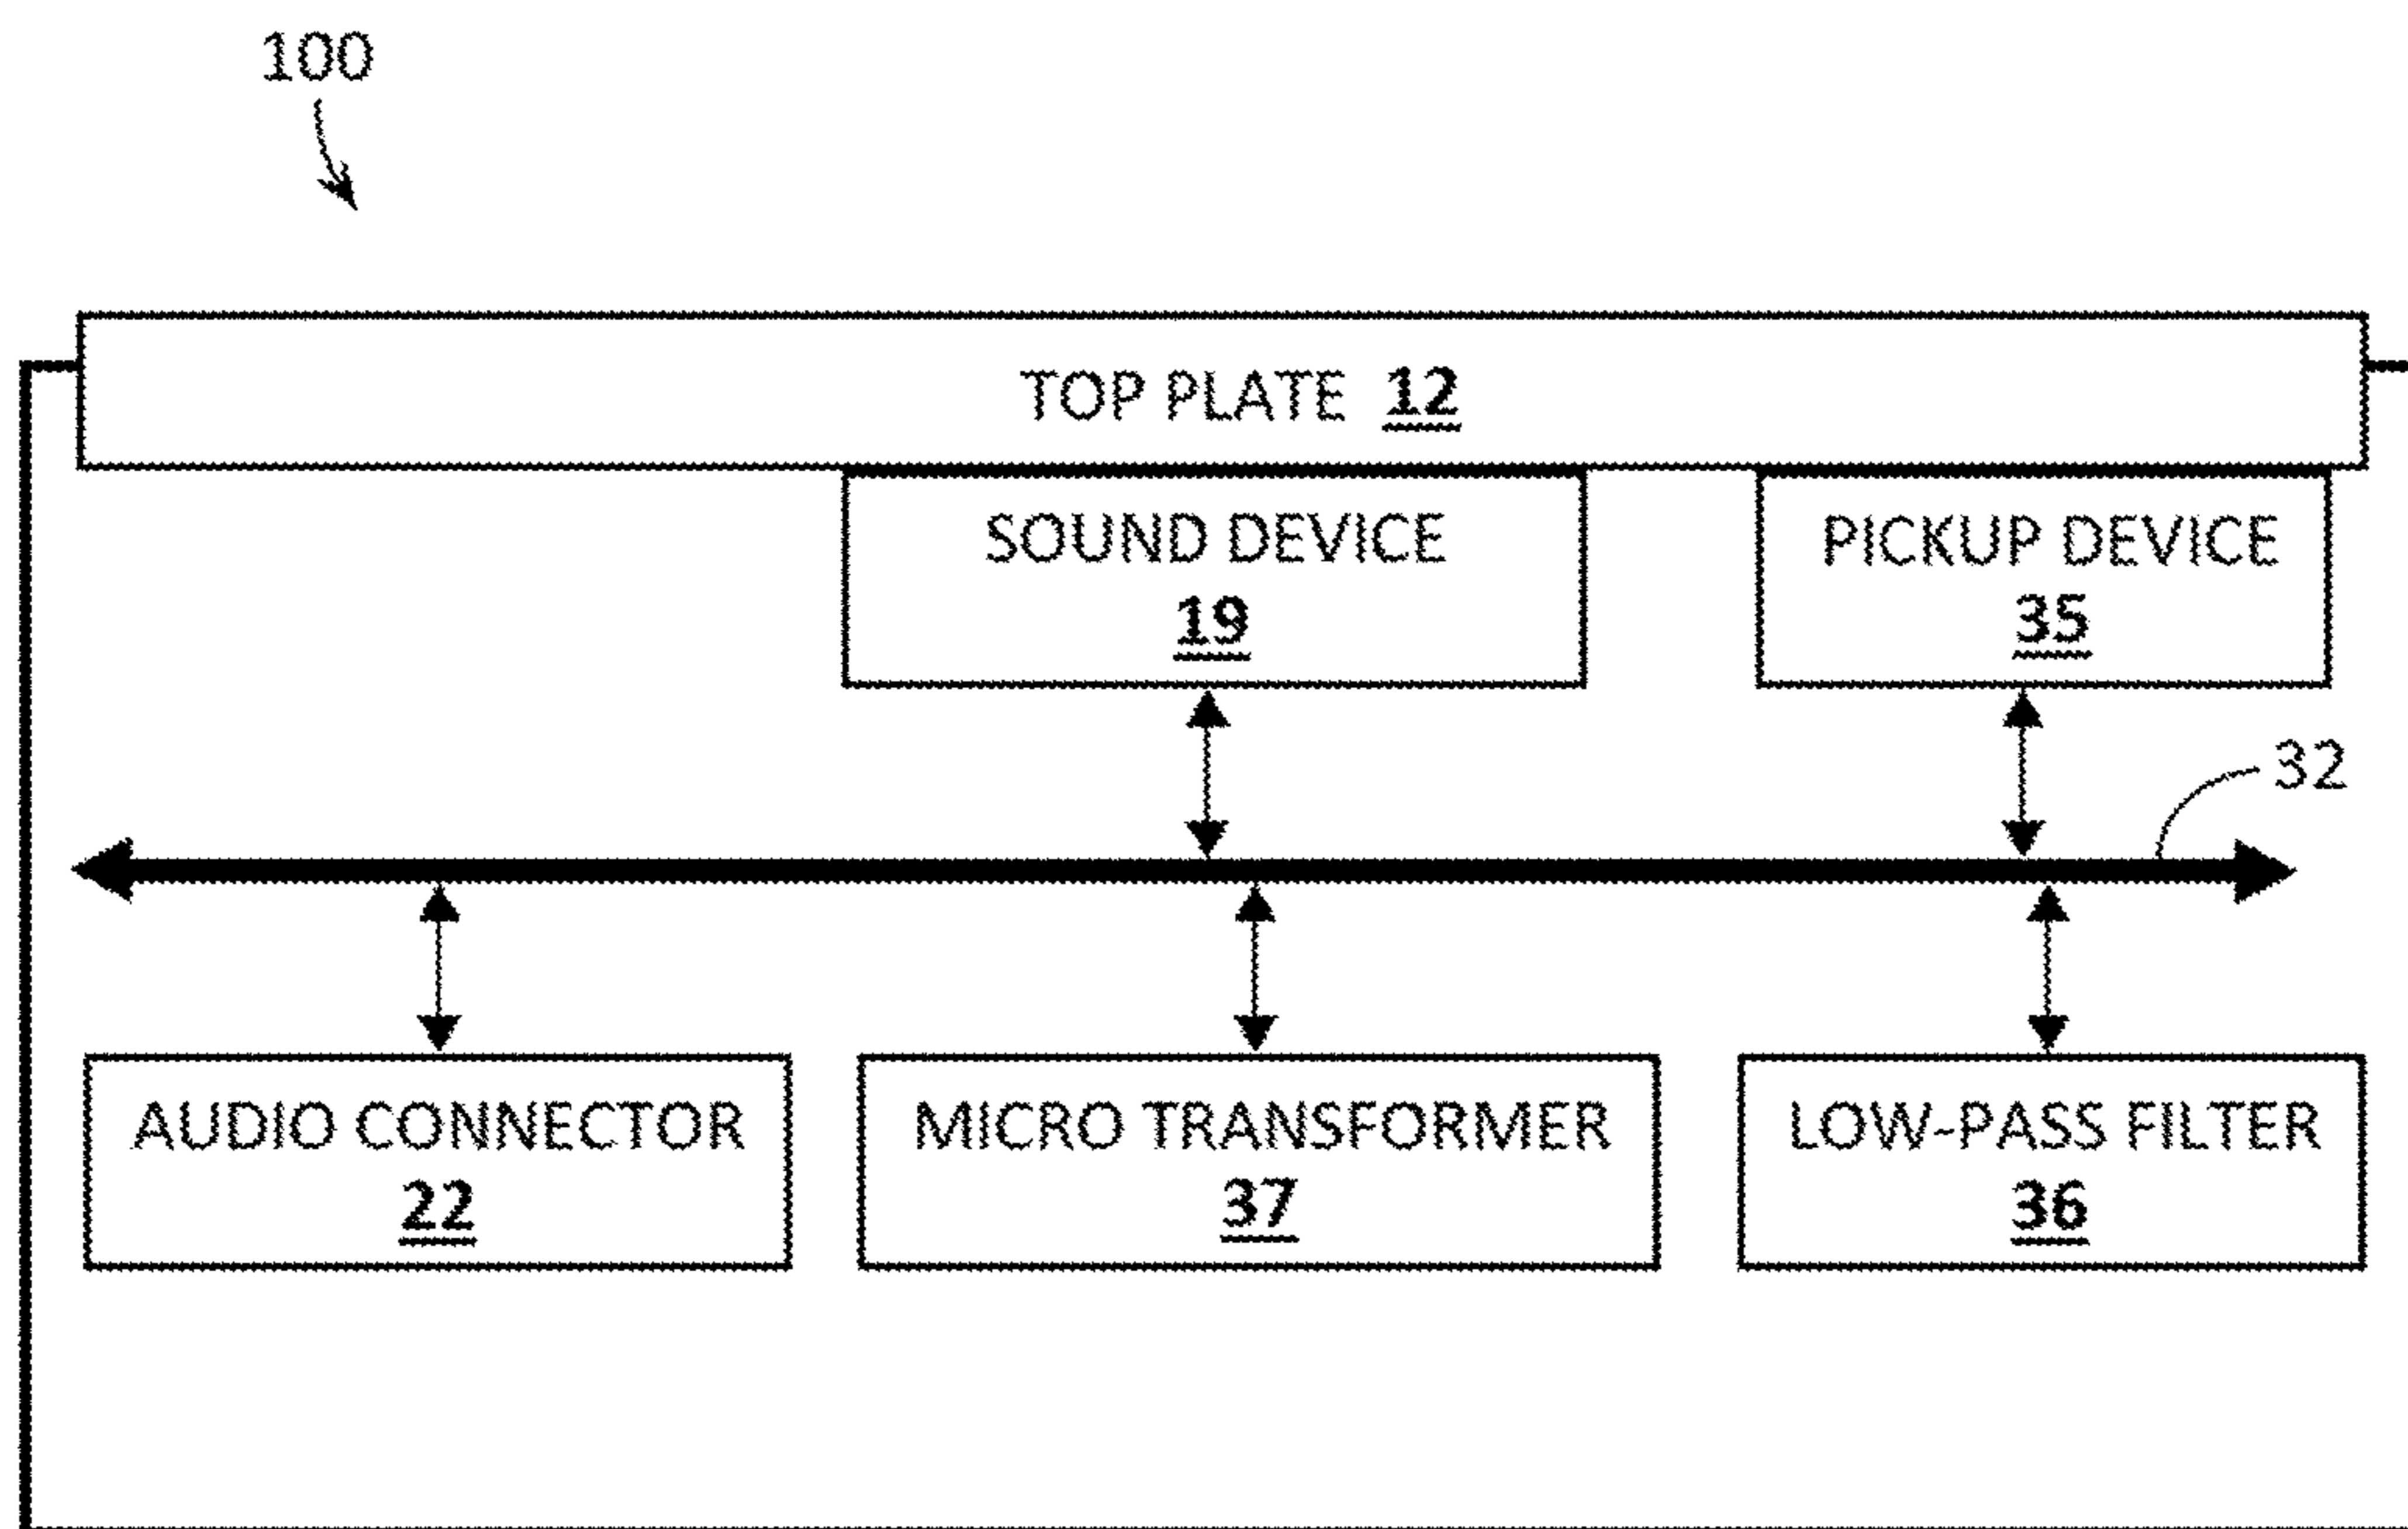 100
TOP PLATE 12
SOUND DEVICE
19
PICKUP DEVICE
35
32
AUDIO CONNECTOR
22
MICRO TRANSFORMER
37
LOW-PASS FILTER
36